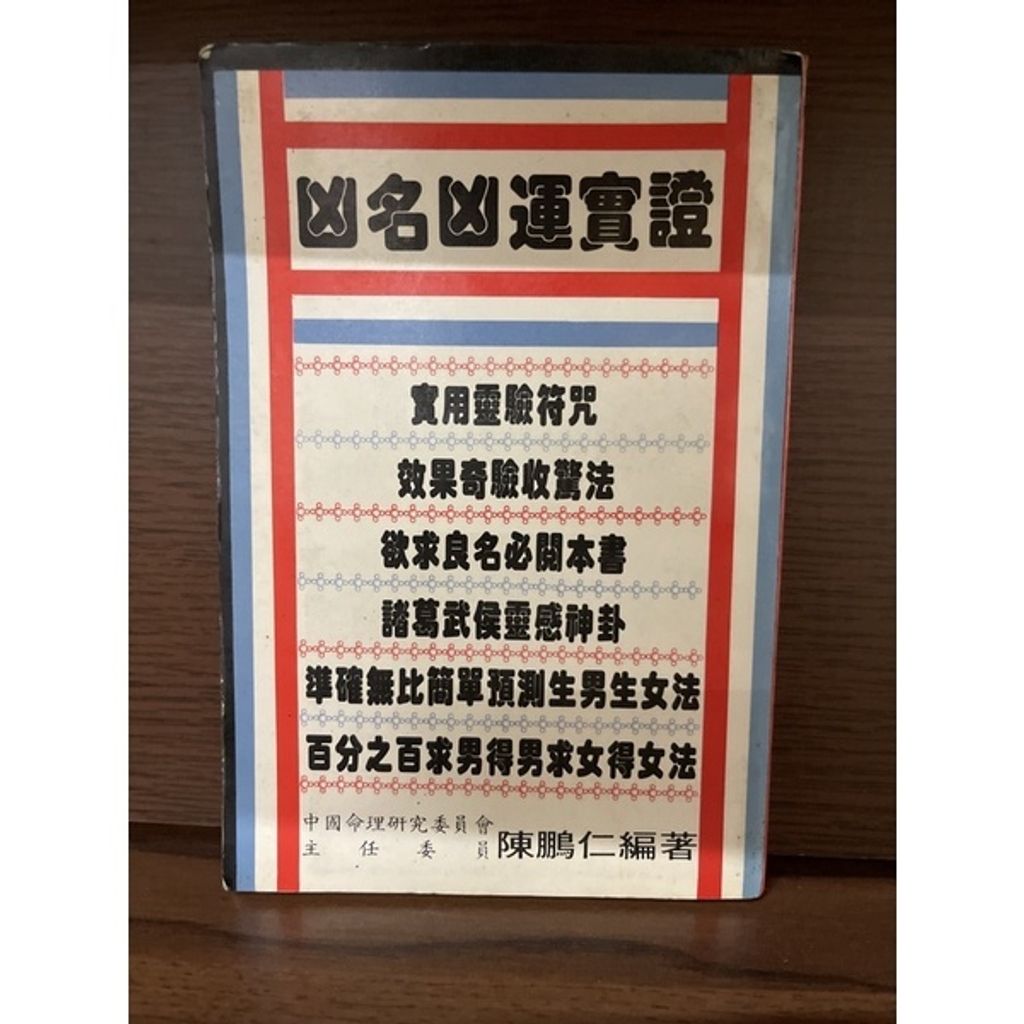 凶名凶運實證
實用靈驗符咒
效果奇驗收驚法
欲求良名必閱本書
諸葛武侯靈感神卦
準確無比簡單預測生男生女法
百分之百求男得男求女得女法
中國命理研究委員會
主任委員 陳鵬仁編著